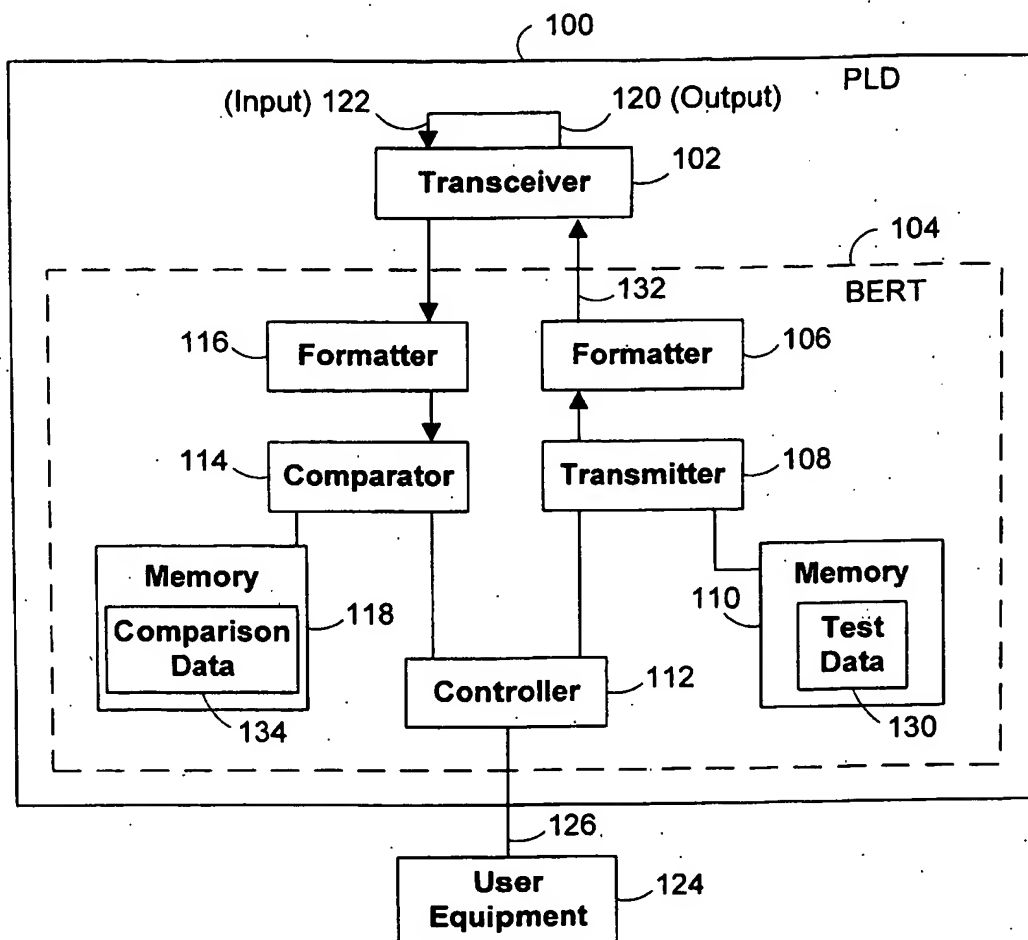 100
PLD
(Input) 122
120 (Output)
Transceiver
102
104
BERT
132
116
Formatter
Formatter
106
114
Comparator
Transmitter
108
Memory
118
Comparison
Data
134
Memory
110
Test
Data
130
Controller
112
126
User
Equipment
124